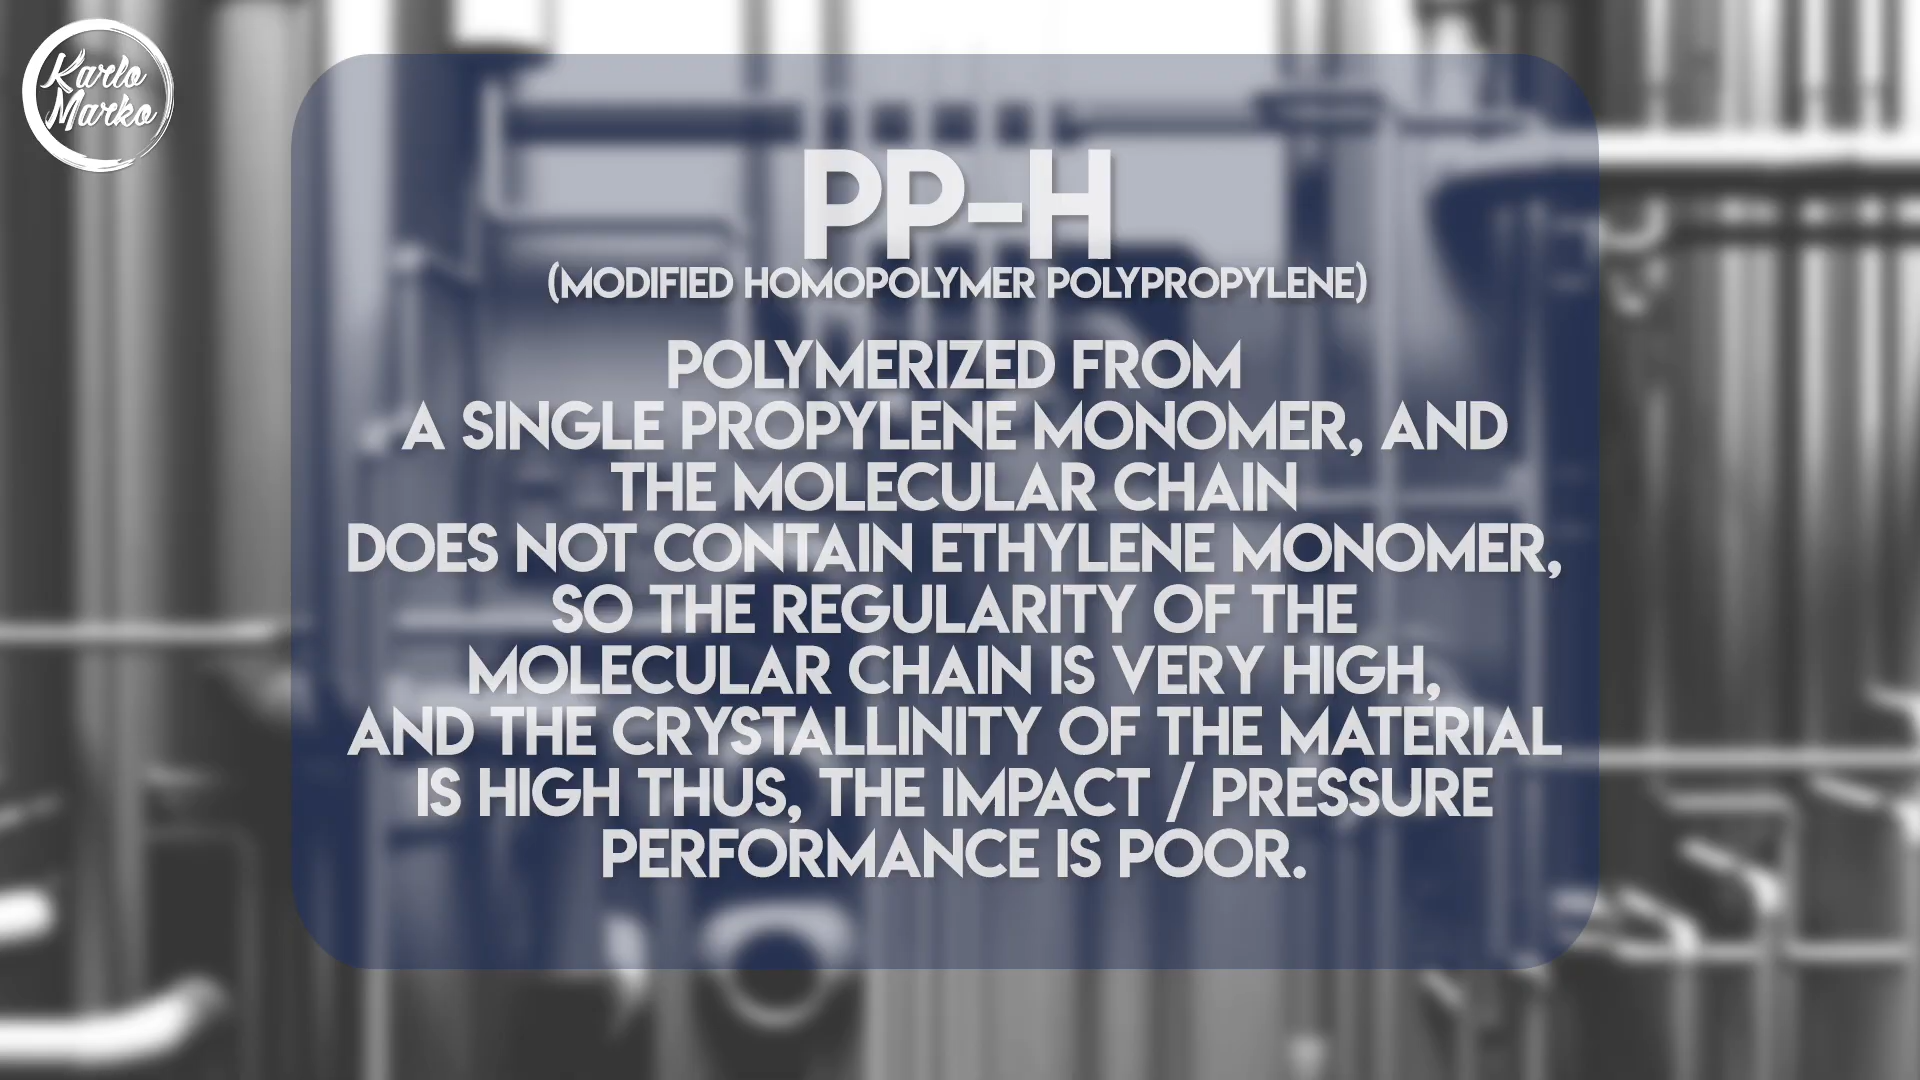 Karlo
Marko
PP-H
(MODIFIED HOMOPOLYMER POLYPROPYLENE)
POLYMERIZED FROM
A SINGLE PROPYLENE MONOMER, AND
THE MOLECULAR CHAIN
DOES NOT CONTAIN ETHYLENE MONOMER,
SO THE REGULARITY OF THE
MOLECULAR CHAIN IS VERY HIGH,
AND THE CRYSTALLINITY OF THE MATERIAL
IS HIGH THUS, THE IMPACT / PRESSURE
PERFORMANCE IS POOR.